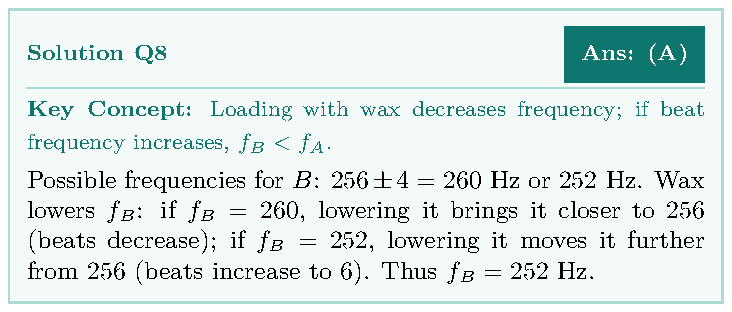 Solution Q8
Ans: (A)
Key Concept: Loading with wax decreases frequency; if beat
frequency increases, f_B < f_A.
Possible frequencies for B: 256 ± 4 = 260 Hz or 252 Hz. Wax
lowers f_B: if f_B = 260, lowering it brings it closer to 256
(beats decrease); if f_B = 252, lowering it moves it further
from 256 (beats increase to 6). Thus f_B = 252 Hz.